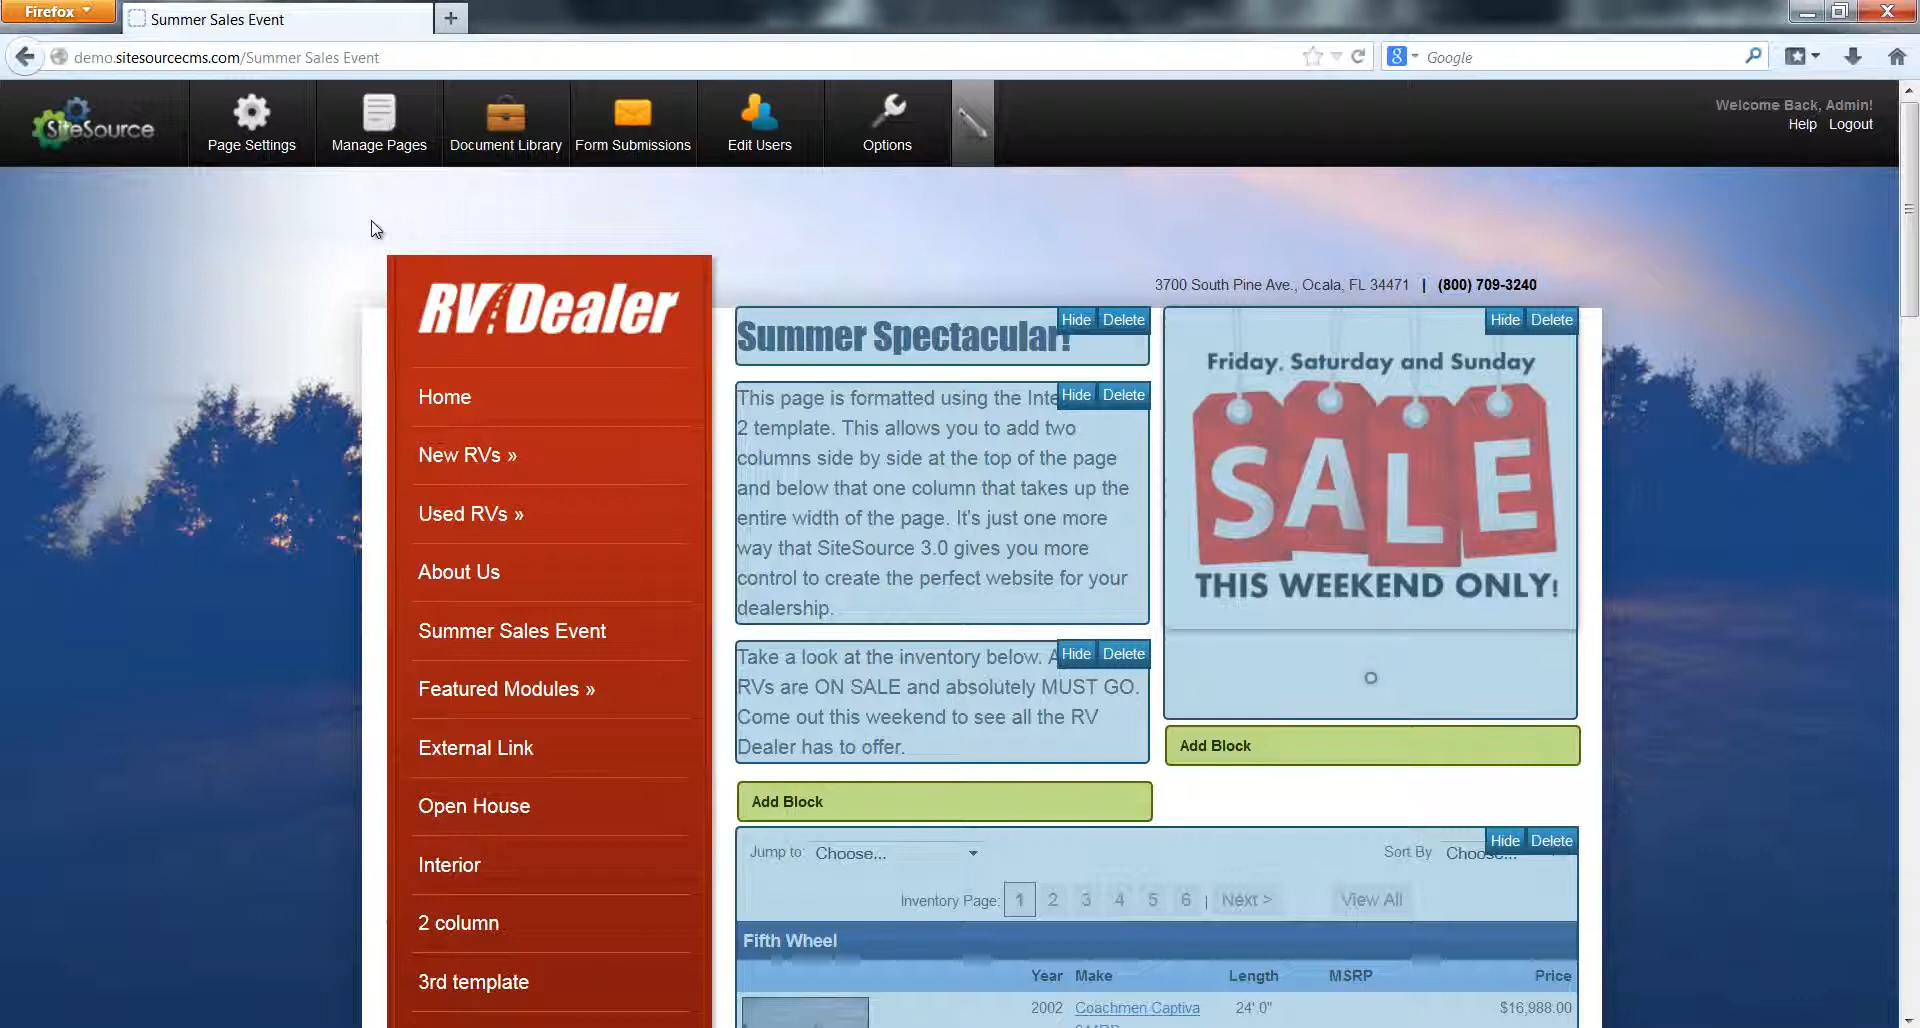 Firefox
Summer Sales Event
demo.sitesourcecms.com/Summer Sales Event
Google
SiteSource
Page Settings
Manage Pages
Document Library
Form Submissions
Edit Users
Options
Welcome Back, Admin!
Help Logout
3700 South Pine Ave., Ocala, FL 34471 | (800) 709-3240
RV Dealer
Home
New RVs »
Used RVs »
About Us
Summer Sales Event
Featured Modules »
External Link
Open House
Interior
2 column
3rd template
Summer Spectacular!
Hide Delete
This page is formatted using the
Hide Delete
2 template. This allows you to add two
columns side by side at the top of the page
and below that one column that takes up the
entire width of the page. It's just one more
way that SiteSource 3.0 gives you more
control to create the perfect website for your
dealership.
Take a look at the inventory below.
Hide Delete
RVs are ON SALE and absolutely MUST GO.
Come out this weekend to see all the RV
Dealer has to offer.
Add Block
Hide Delete
Friday, Saturday and Sunday
SALE
THIS WEEKEND ONLY!
Add Block
Hide Delete
Jump to: Choose...
Sort By Choose...
Inventory Page: 1 2 3 4 5 6 | Next > View All
Fifth Wheel
Year Make Length MSRP Price
2002 Coachmen Captiva 24' 0" $16,988.00